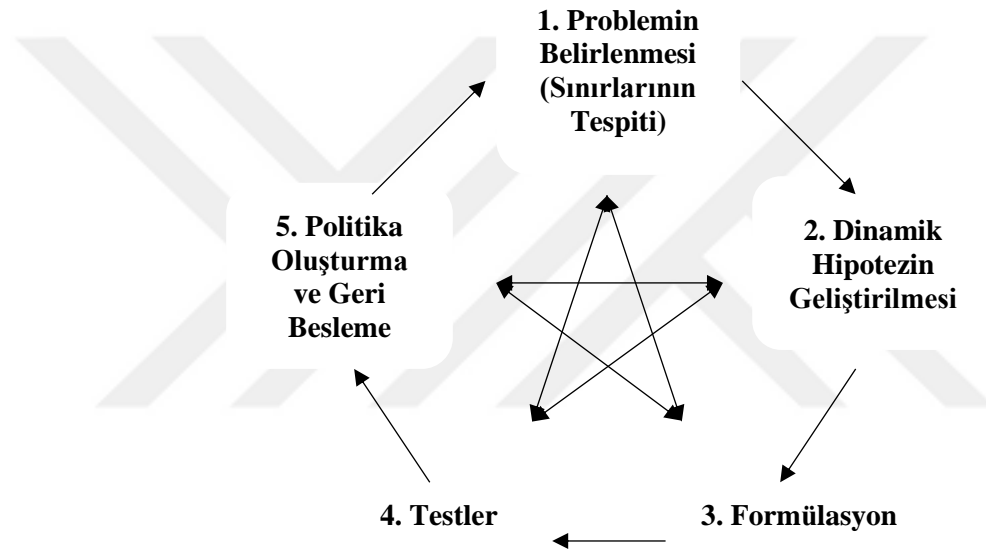 1. Problemin
Belirlenmesi
(Sınırlarının
Tespiti)
2. Dinamik
Hipotezin
Geliştirilmesi
3. Formülasyon
4. Testler
5. Politika
Oluşturma
ve Geri
Besleme